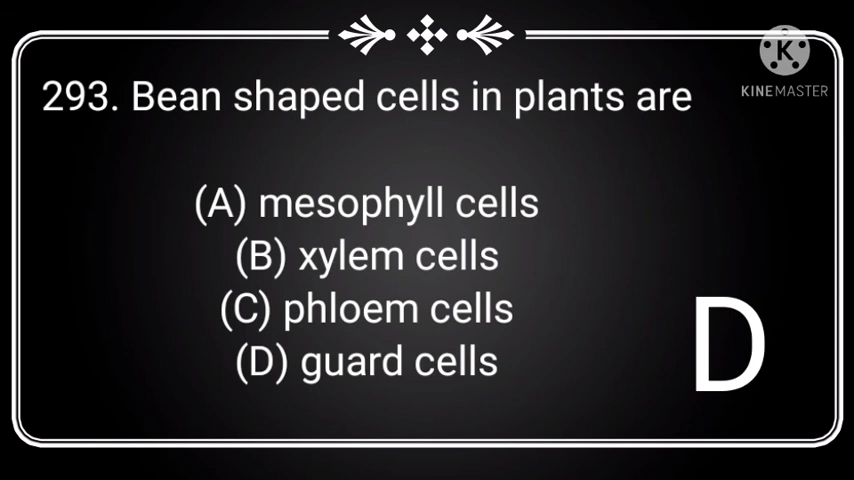 293. Bean shaped cells in plants are
K
KINEMASTER
(A) mesophyll cells
(B) xylem cells
(C) phloem cells
(D) guard cells
D